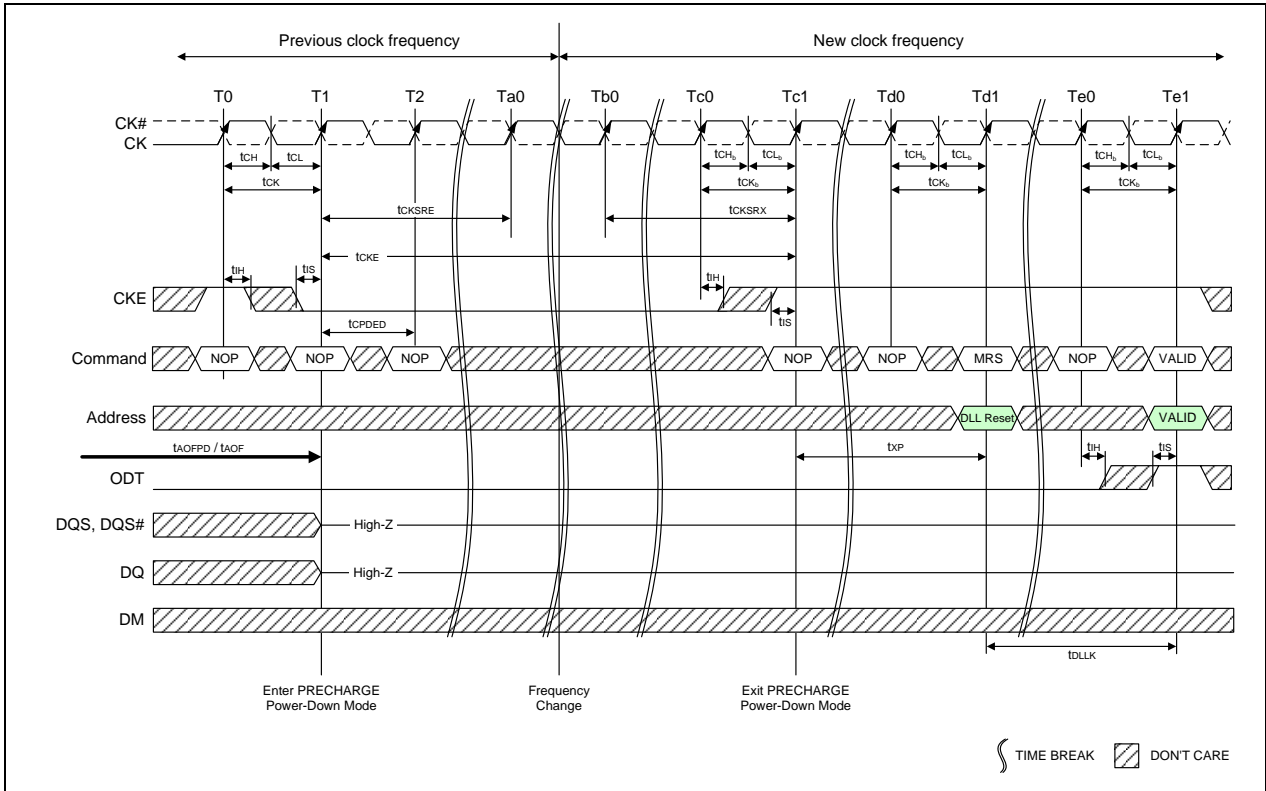 Previous clock frequency New clock frequency
T0 T1 T2 Ta0 Tb0 Tc0 Tc1 Td0 Td1 Te0 Te1
CK#
CK
tCH tCL tCHb tCLb tCHb tCLb tCHb tCLb
tCK tCKb tCKb tCKb
tCKSRE tCKSRX
tCKE
tIH tIS tIH
CKE
tIS
tCPDED
Command NOP NOP NOP NOP NOP MRS NOP VALID
Address DLL Reset VALID
tAOFPD / tAOF tXP tIH tIS
ODT
DQS, DQS# High-Z
DQ High-Z
DM
tDLLK
Enter PRECHARGE Frequency Exit PRECHARGE
Power-Down Mode Change Power-Down Mode
TIME BREAK DON'T CARE